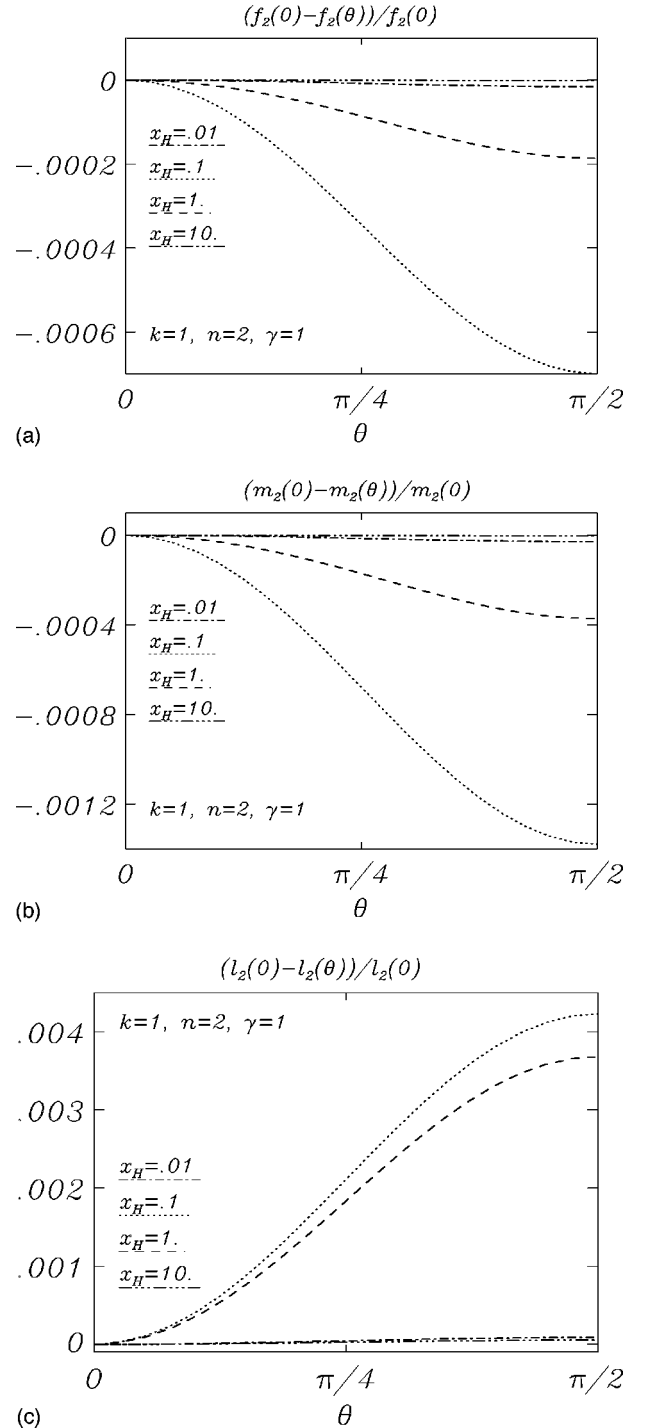 (f₂(0)−f₂(θ))/f₂(0)
0
−.0002
−.0004
−.0006
x_H=.01
x_H=.1
x_H=1.
x_H=10.
k=1, n=2, γ=1
0
π/4
π/2
θ
(a)
(m₂(0)−m₂(θ))/m₂(0)
0
−.0004
−.0008
−.0012
x_H=.01
x_H=.1
x_H=1.
x_H=10.
k=1, n=2, γ=1
0
π/4
π/2
θ
(b)
(l₂(0)−l₂(θ))/l₂(0)
k=1, n=2, γ=1
.004
.003
.002
.001
0
x_H=.01
x_H=.1
x_H=1.
x_H=10.
0
π/4
π/2
θ
(c)